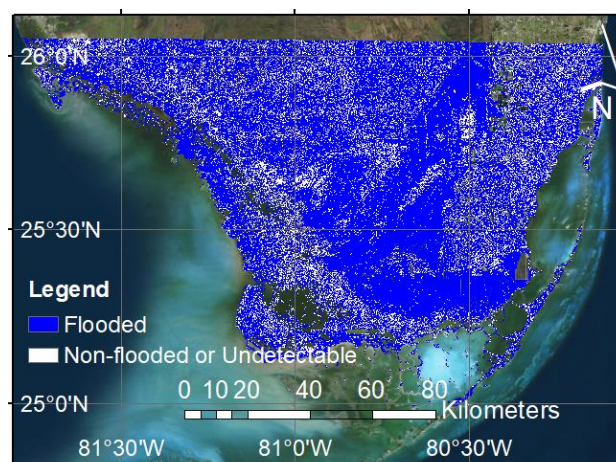 26°0'N
N
25°30'N
Legend
Flooded
Non-flooded or Undetectable
0 10 20 40 60 80
Kilometers
25°0'N
81°30'W 81°0'W 80°30'W